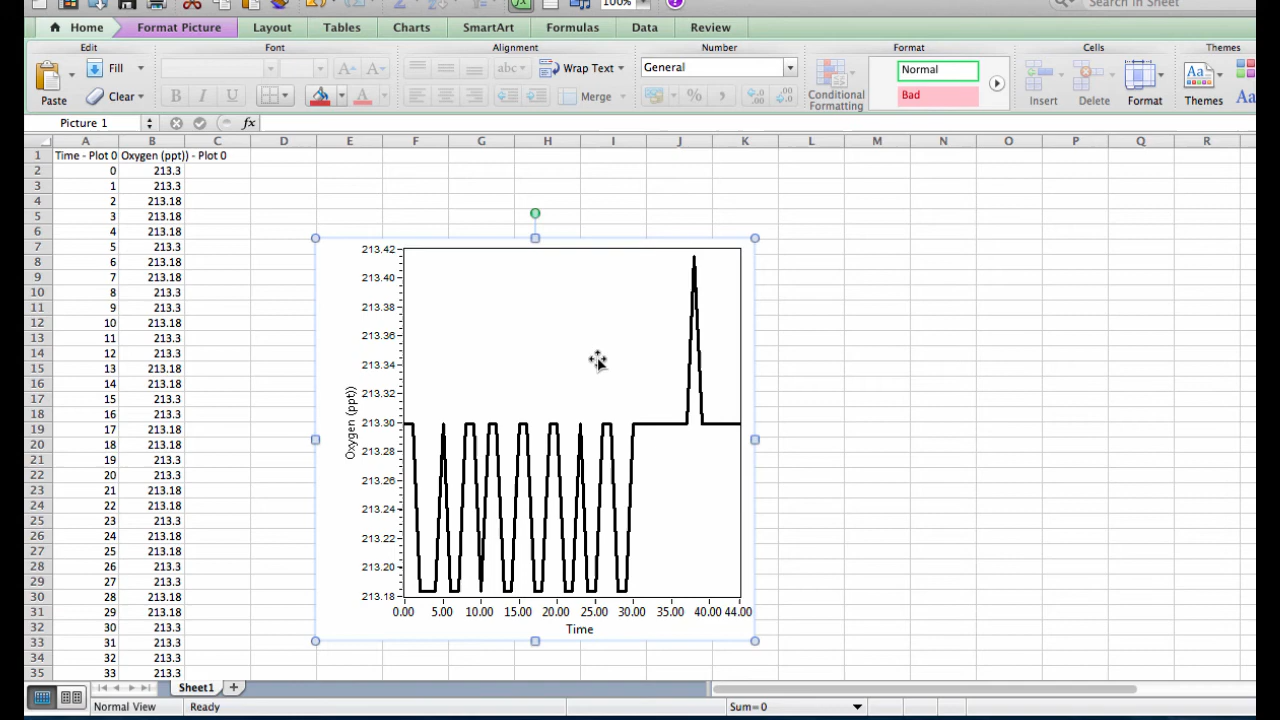 100%
Search in Sheet
Home Format Picture Layout Tables Charts SmartArt Formulas Data Review
Edit Font Alignment Number Format Cells Themes
Fill abc Wrap Text General Normal
Paste Clear B I U A Merge % Conditional Formatting Bad Insert Delete Format Themes Aa
Picture 1 fx
A B C D E F G H I J K L M N O P Q R
1 Time - Plot 0 Oxygen (ppt)) - Plot 0
2 0 213.3
3 1 213.3
4 2 213.18
5 3 213.18
6 4 213.18
7 5 213.3
8 6 213.18
9 7 213.18
10 8 213.3
11 9 213.3
12 10 213.18
13 11 213.3
14 12 213.3
15 13 213.18
16 14 213.18
17 15 213.3
18 16 213.3
19 17 213.18
20 18 213.18
21 19 213.3
22 20 213.3
23 21 213.18
24 22 213.18
25 23 213.3
26 24 213.18
27 25 213.18
28 26 213.3
29 27 213.3
30 28 213.18
31 29 213.18
32 30 213.3
33 31 213.3
34 32 213.3
35 33 213.3
213.42
213.40
213.38
213.36
213.34
213.32
213.30
213.28
213.26
213.24
213.22
213.20
213.18
Oxygen (ppt))
0.00 5.00 10.00 15.00 20.00 25.00 30.00 35.00 40.00 44.00
Time
Sheet1
Normal View Ready Sum=0